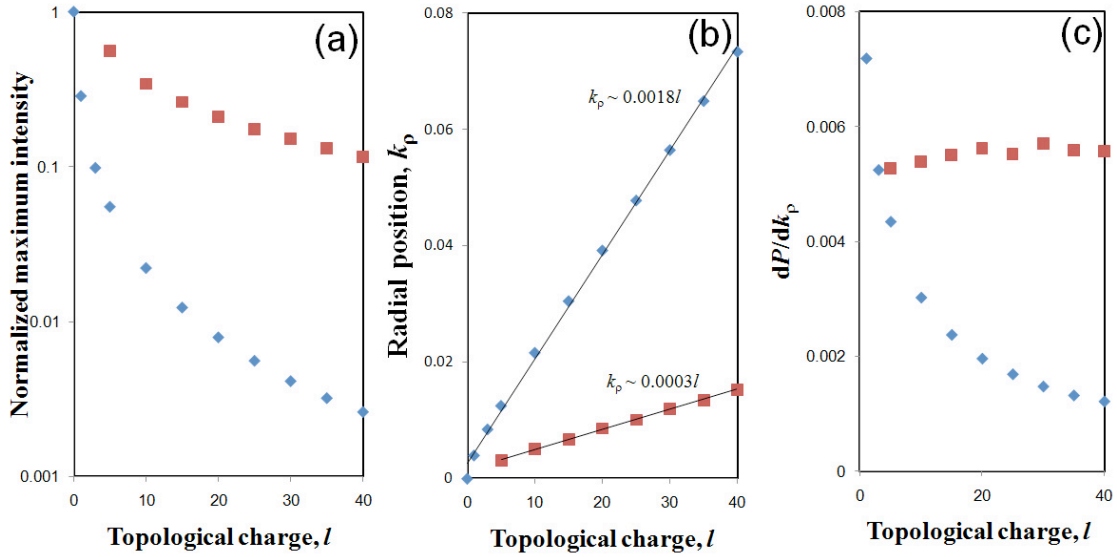 (a)
Normalized maximum intensity
1
0.1
0.01
0.001
0
10
20
30
40
Topological charge, l
(b)
Radial position, kρ
0.08
0.06
0.04
0.02
0
kρ ~ 0.0018l
kρ ~ 0.0003l
0
10
20
30
40
Topological charge, l
(c)
dP/dkρ
0.008
0.006
0.004
0.002
0
0
20
40
Topological charge, l